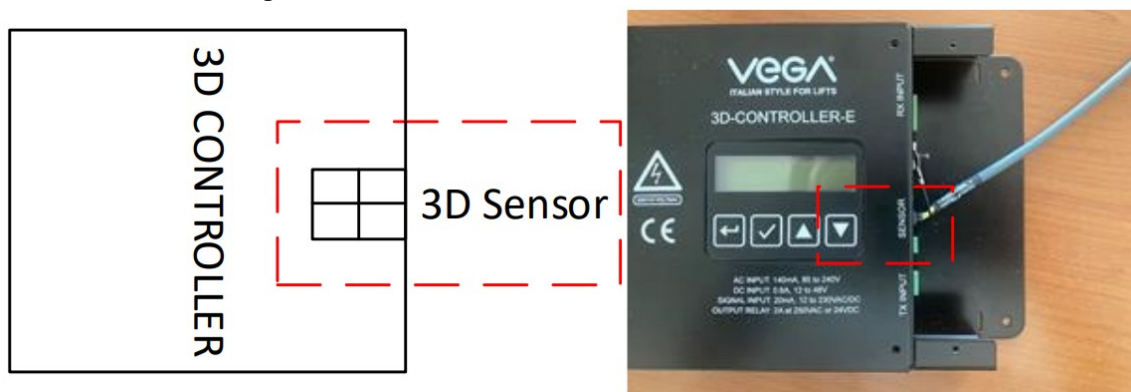 3D CONTROLLER
3D Sensor
VEGA
ITALIAN STYLE FOR LIFTS
3D-CONTROLLER-E
CE
AC INPUT 140mA, 85 to 240V
DC INPUT 0.8A, 12 to 48V
SIGNAL INPUT 20mA, 12 to 230VAC/DC
OUTPUT RELAY 2A at 250VAC or 24VDC
RX INPUT
SENSOR
TX INPUT